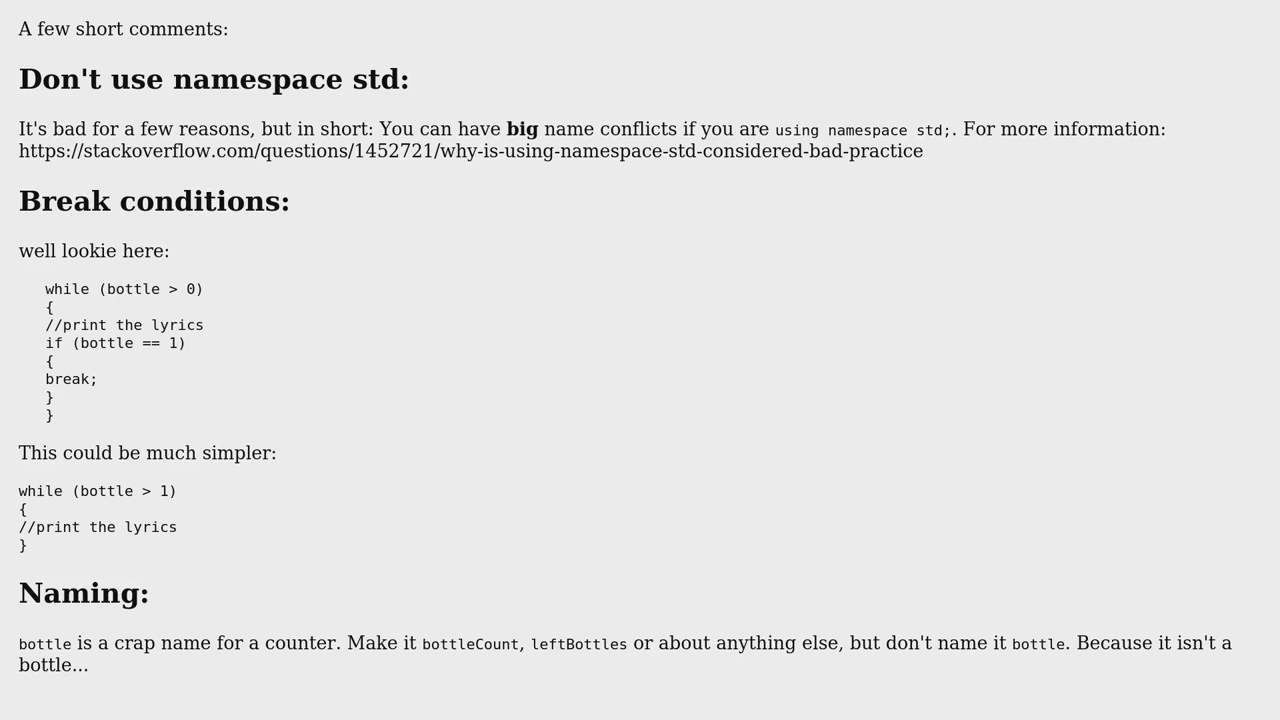 A few short comments:
Don't use namespace std:
It's bad for a few reasons, but in short: You can have big name conflicts if you are using namespace std;. For more information:
https://stackoverflow.com/questions/1452721/why-is-using-namespace-std-considered-bad-practice
Break conditions:
well lookie here:
while (bottle > 0)
{
//print the lyrics
if (bottle == 1)
{
break;
}
}
This could be much simpler:
while (bottle > 1)
{
//print the lyrics
}
Naming:
bottle is a crap name for a counter. Make it bottleCount, leftBottles or about anything else, but don't name it bottle. Because it isn't a
bottle...